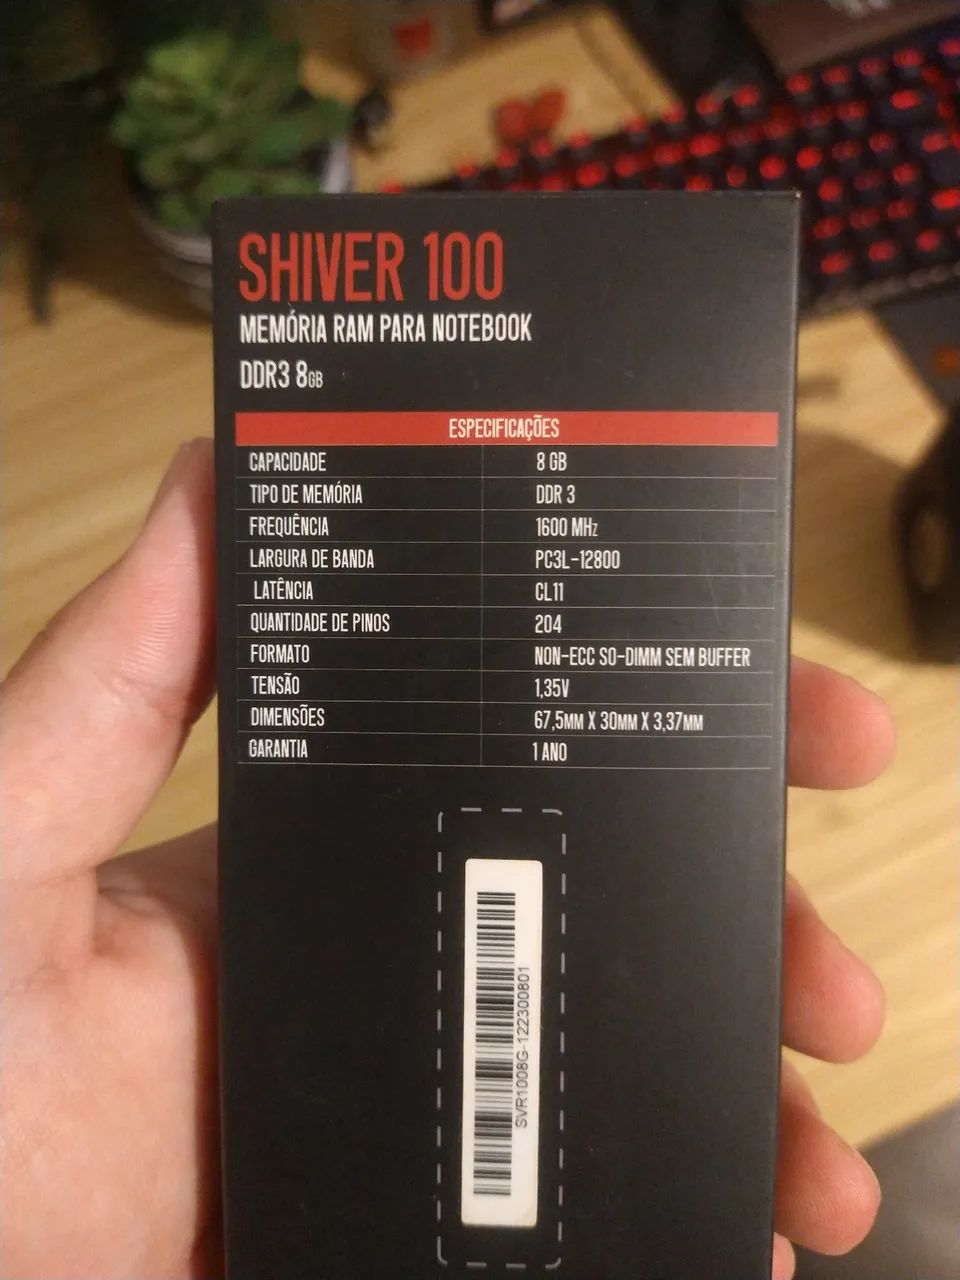 SHIVER 100
MEMÓRIA RAM PARA NOTEBOOK
DDR3 8GB
ESPECIFICAÇÕES
CAPACIDADE 8 GB
TIPO DE MEMÓRIA DDR 3
FREQUÊNCIA 1600 MHz
LARGURA DE BANDA PC3L-12800
LATÊNCIA CL11
QUANTIDADE DE PINOS 204
FORMATO NON-ECC SO-DIMM SEM BUFFER
TENSÃO 1,35V
DIMENSÕES 67,5MM X 30MM X 3,37MM
GARANTIA 1 ANO
SVR1008G-122300801